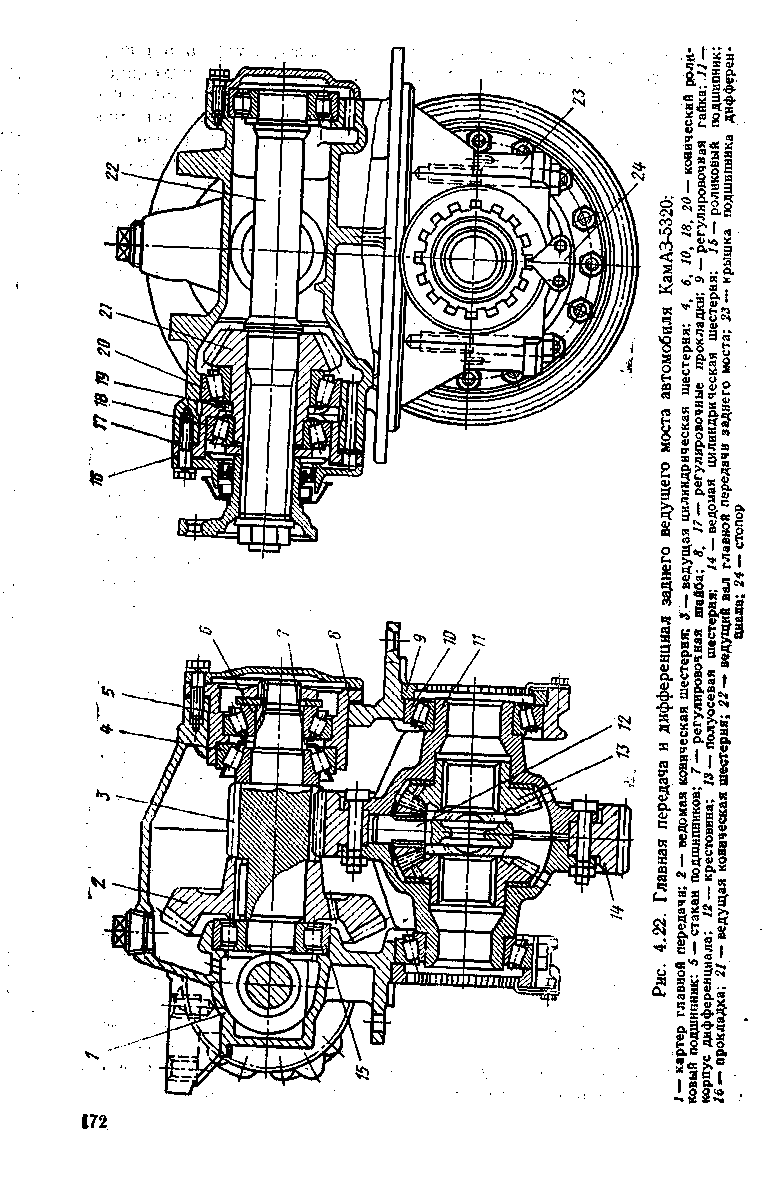 172
1 2 3 4 5 6 7 8 9 10 11 12 13 14 15
16 17 18 19 20 21 22 23 24
Рис. 4.22. Главная передача и дифференциал заднего ведущего моста автомобиля КамАЗ-5320:
1 — картер главной передачи; 2 — ведомая коническая шестерня; 3 — ведущая цилиндрическая шестерня; 4, 6, 10, 18, 20 — конический роли-
ковый подшипник; 5 — стакан подшипников; 7 — регулировочная шайба; 8, 17 — регулировочные прокладки; 9 — регулировочная гайка; 11 —
корпус дифференциала; 12 — крестовина; 13 — полуосевая шестерня; 14 — ведомая цилиндрическая шестерня; 15 — роликовый подшипник;
16 — прокладка; 21 — ведущая коническая шестерня; 22 — ведущий вал главной передачи заднего моста; 23 — крышка подшипника дифферен-
циала; 24 — стопор